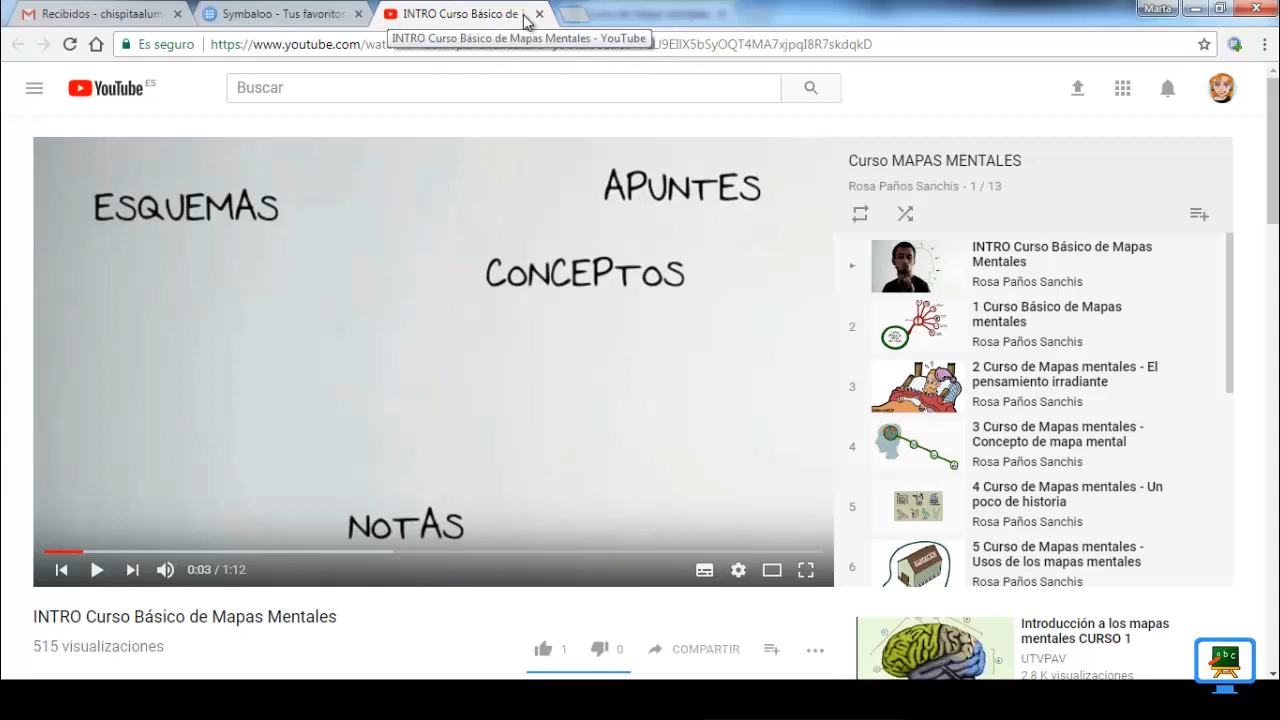 Recibidos - chispitaalum
Symbaloo - Tus favoritos
INTRO Curso Básico de
Marta
Es seguro
https://www.youtube.com/wat
INTRO Curso Básico de Mapas Mentales - YouTube
YouTube ES
Buscar
ESQUEMAS
APUNTES
CONCEPTOS
NOTAS
0:03 / 1:12
Curso MAPAS MENTALES
Rosa Paños Sanchis - 1 / 13
INTRO Curso Básico de Mapas
Mentales
Rosa Paños Sanchis
2
1 Curso Básico de Mapas
mentales
Rosa Paños Sanchis
3
2 Curso de Mapas mentales - El
pensamiento irradiante
Rosa Paños Sanchis
4
3 Curso de Mapas mentales -
Concepto de mapa mental
Rosa Paños Sanchis
5
4 Curso de Mapas mentales - Un
poco de historia
Rosa Paños Sanchis
6
5 Curso de Mapas mentales -
Usos de los mapas mentales
Rosa Paños Sanchis
ALMACEN
INTRO Curso Básico de Mapas Mentales
515 visualizaciones
1
0
COMPARTIR
Introducción a los mapas
mentales CURSO 1
UTVPAV
2,8 K visualizaciones
abc